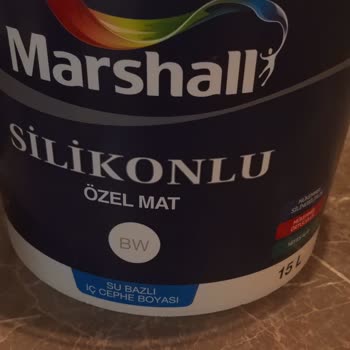 Marshall
SİLİKONLU
ÖZEL MAT
BW
SU BAZLI
İÇ CEPHE BOYASI
15 L